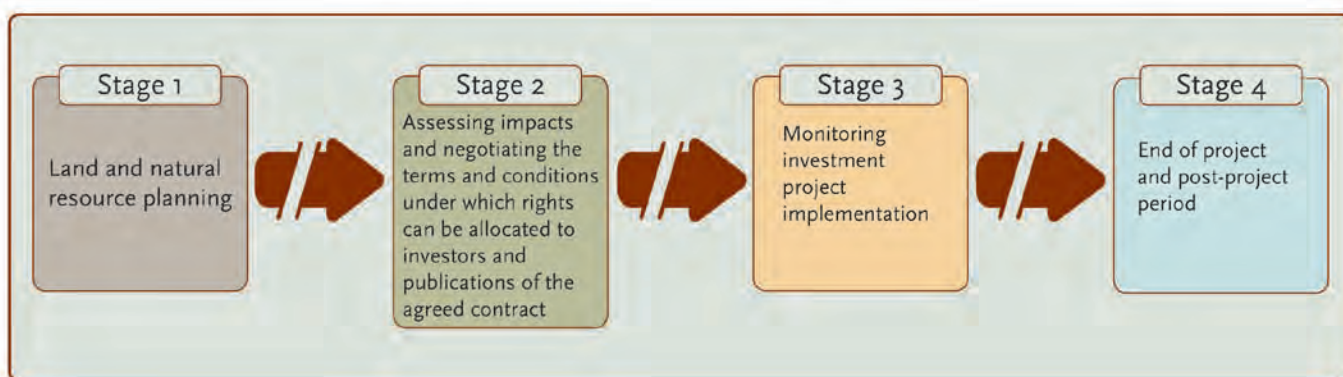 Stage 1
Land and natural
resource planning
Stage 2
Assessing impacts
and negotiating the
terms and conditions
under which rights
can be allocated to
investors and
publications of the
agreed contract
Stage 3
Monitoring
investment
project
implementation
Stage 4
End of project
and post-project
period